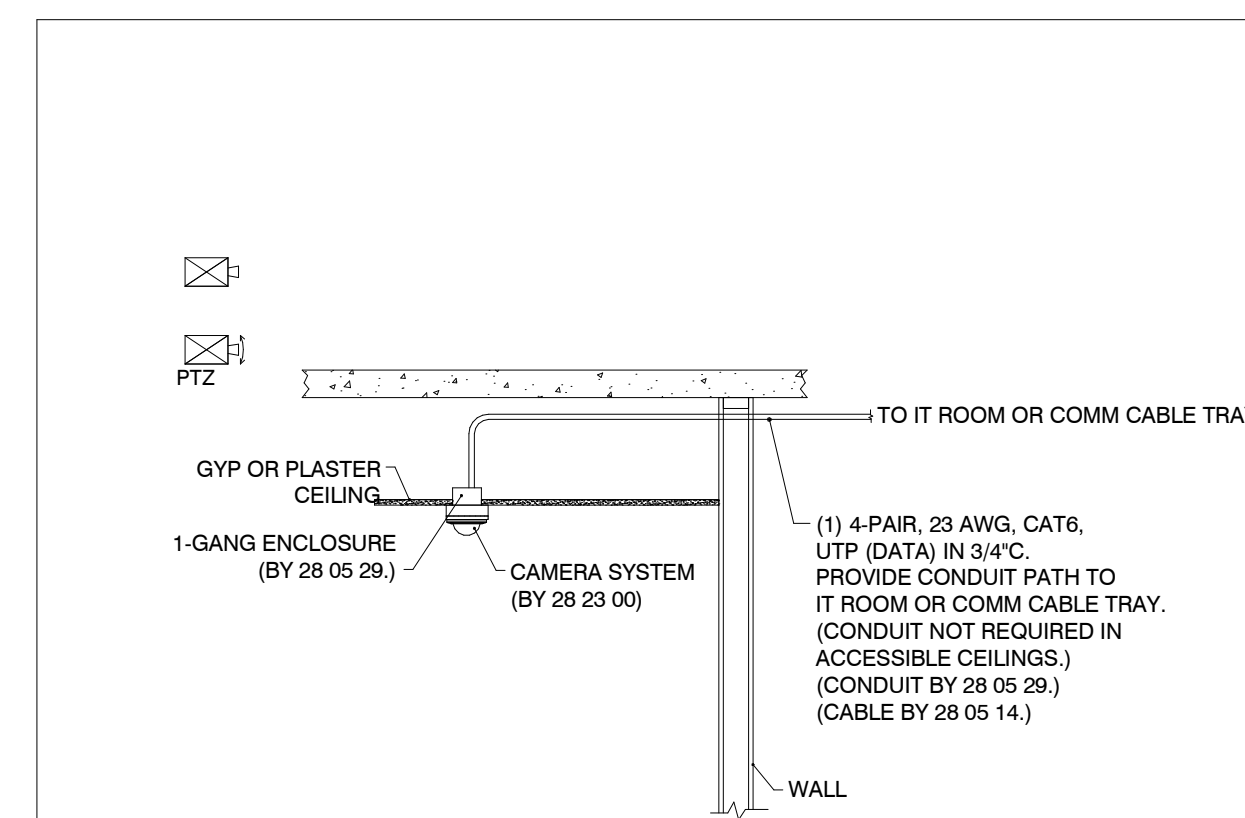 PTZ
TO IT ROOM OR COMM CABLE
GYP OR PLASTER
CEILING
1-GANG ENCLOSURE
(BY 28 05 29.)
CAMERA SYSTEM
(BY 28 23 00)
(1) 4-PAIR, 23 AWG, CAT6,
UTP (DATA) IN 3/4"C.
PROVIDE CONDUIT PATH TO
IT ROOM OR COMM CABLE TRAY.
(CONDUIT NOT REQUIRED IN
ACCESSIBLE CEILINGS.)
(CONDUIT BY 28 05 29.)
(CABLE BY 28 05 14.)
WALL